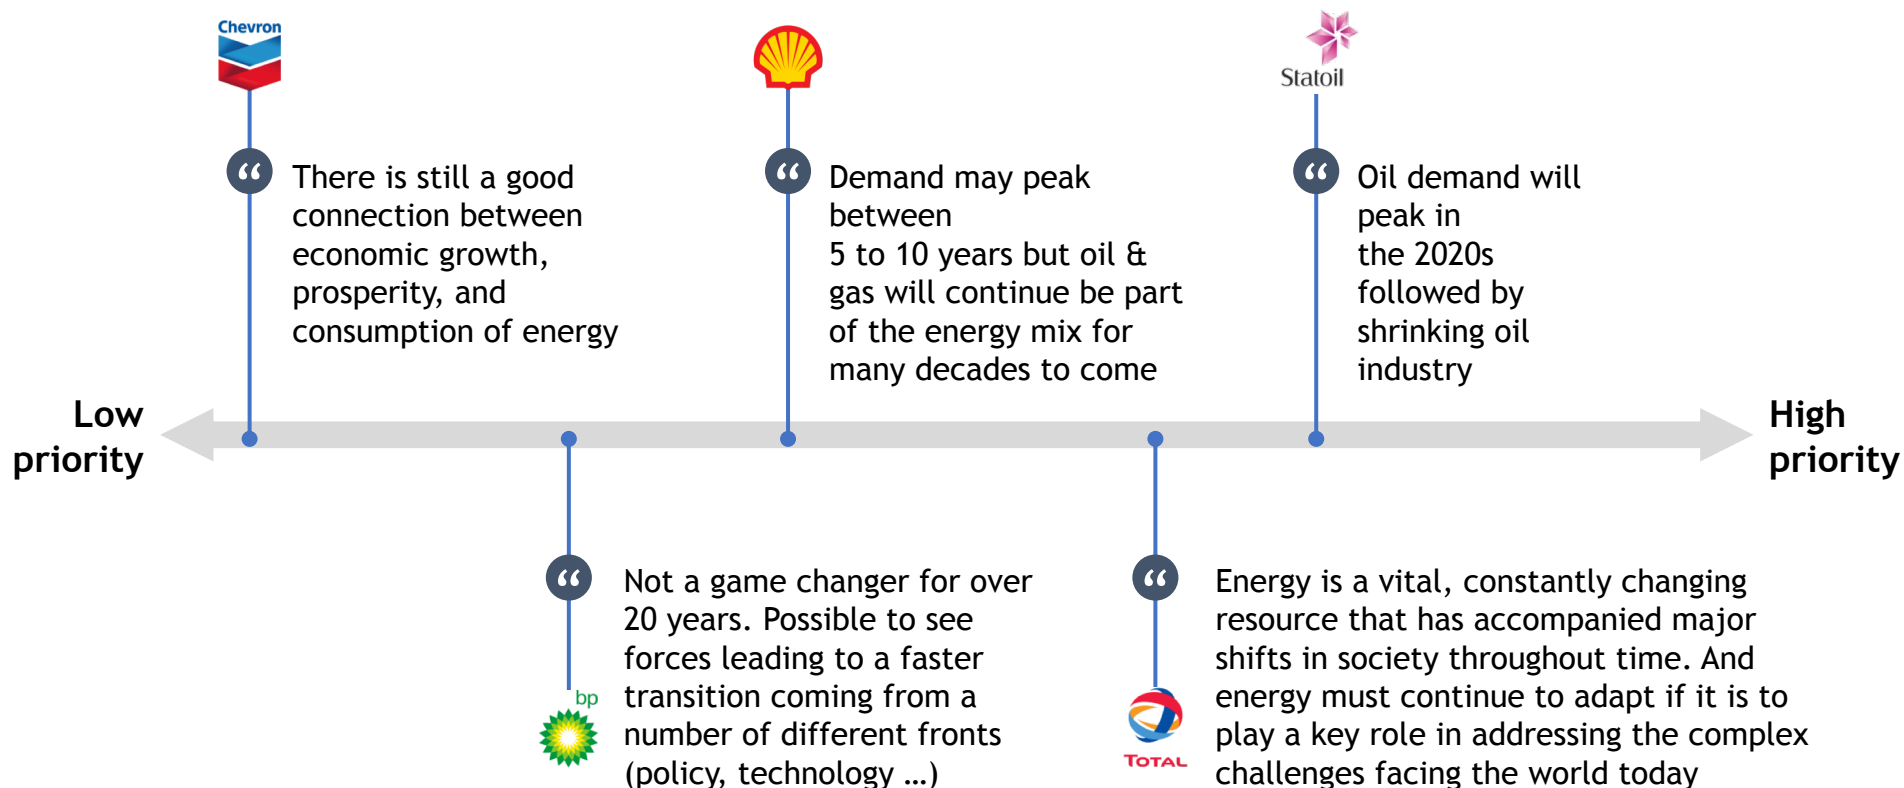 Chevron
Statoil
“
There is still a good
connection between
economic growth,
prosperity, and
consumption of energy
“
Demand may peak
between
5 to 10 years but oil &
gas will continue be part
of the energy mix for
many decades to come
“
Oil demand will
peak in
the 2020s
followed by
shrinking oil
industry
Low
priority
High
priority
“
Not a game changer for over
20 years. Possible to see
forces leading to a faster
transition coming from a
number of different fronts
(policy, technology …)
bp
“
Energy is a vital, constantly changing
resource that has accompanied major
shifts in society throughout time. And
energy must continue to adapt if it is to
play a key role in addressing the complex
challenges facing the world today
TOTAL